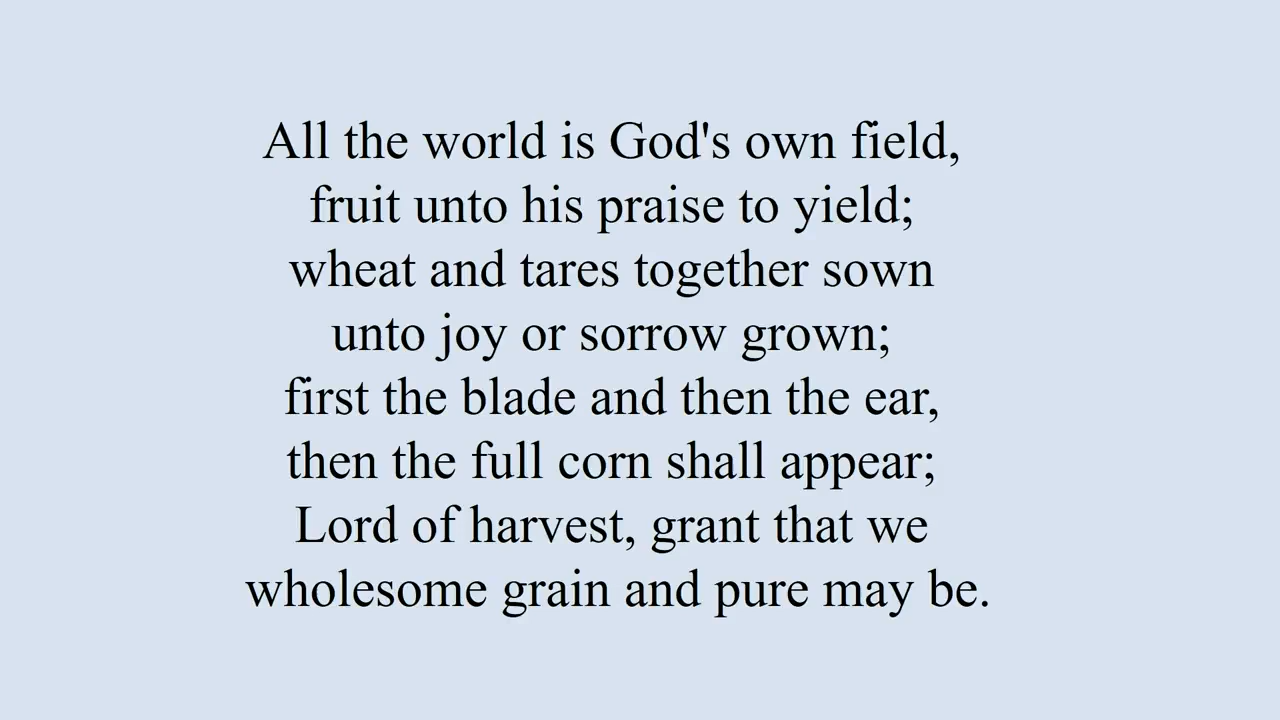 All the world is God's own field,
fruit unto his praise to yield;
wheat and tares together sown
unto joy or sorrow grown;
first the blade and then the ear,
then the full corn shall appear;
Lord of harvest, grant that we
wholesome grain and pure may be.